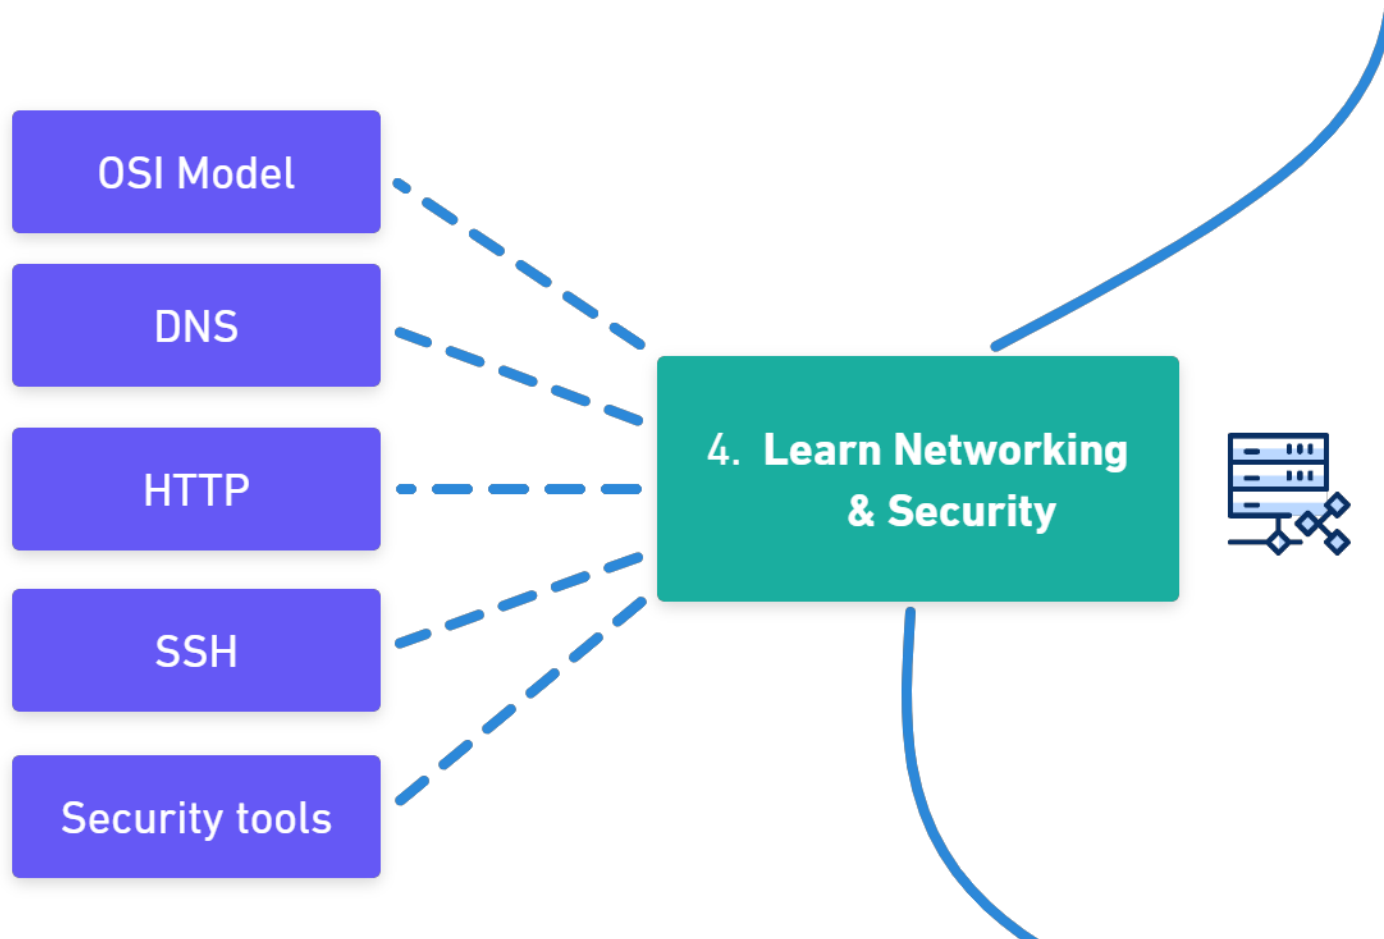 OSI Model
DNS
HTTP
SSH
Security tools
4. Learn Networking
& Security